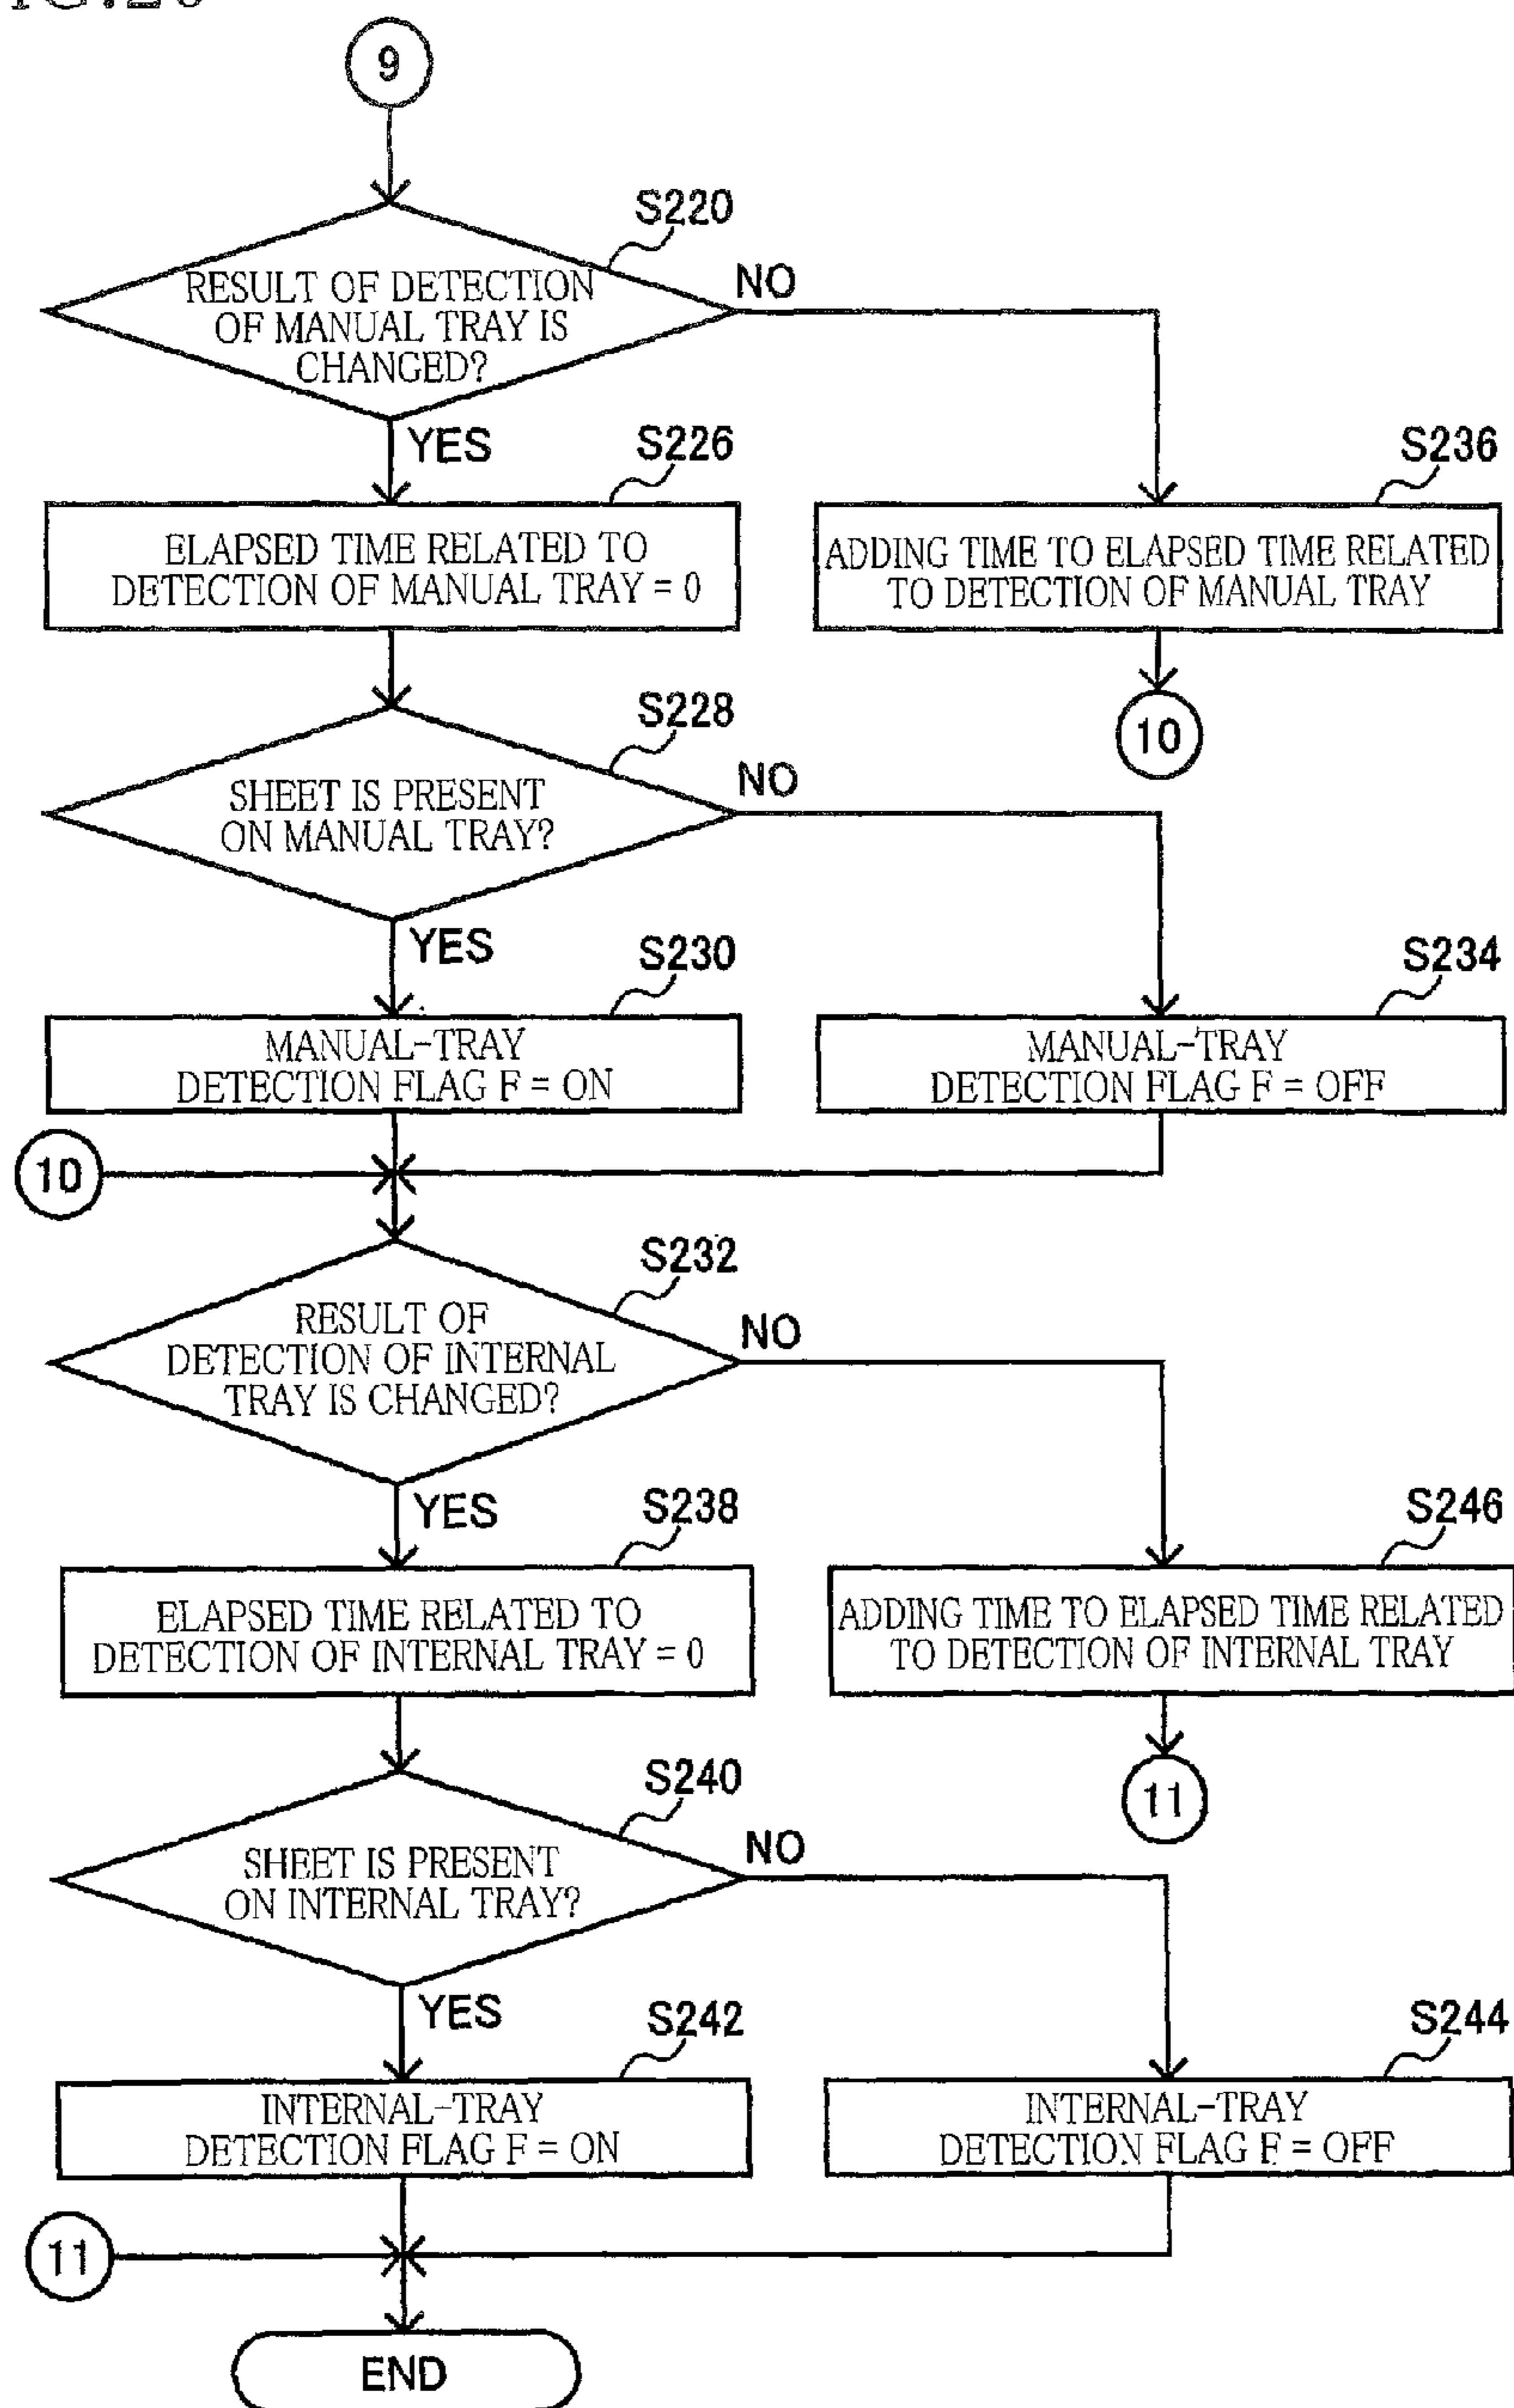 9
S220
RESULT OF DETECTION
OF MANUAL TRAY IS
CHANGED?
NO
YES
S226
ELAPSED TIME RELATED TO
DETECTION OF MANUAL TRAY = 0
S236
ADDING TIME TO ELAPSED TIME RELATED
TO DETECTION OF MANUAL TRAY
10
S228
SHEET IS PRESENT
ON MANUAL TRAY?
NO
YES
S230
MANUAL-TRAY
DETECTION FLAG F = ON
S234
MANUAL-TRAY
DETECTION FLAG F = OFF
10
S232
RESULT OF
DETECTION OF INTERNAL
TRAY IS CHANGED?
NO
YES
S238
ELAPSED TIME RELATED TO
DETECTION OF INTERNAL TRAY = 0
S246
ADDING TIME TO ELAPSED TIME RELATED
TO DETECTION OF INTERNAL TRAY
11
S240
SHEET IS PRESENT
ON INTERNAL TRAY?
NO
YES
S242
INTERNAL-TRAY
DETECTION FLAG F = ON
S244
INTERNAL-TRAY
DETECTION FLAG F = OFF
11
END